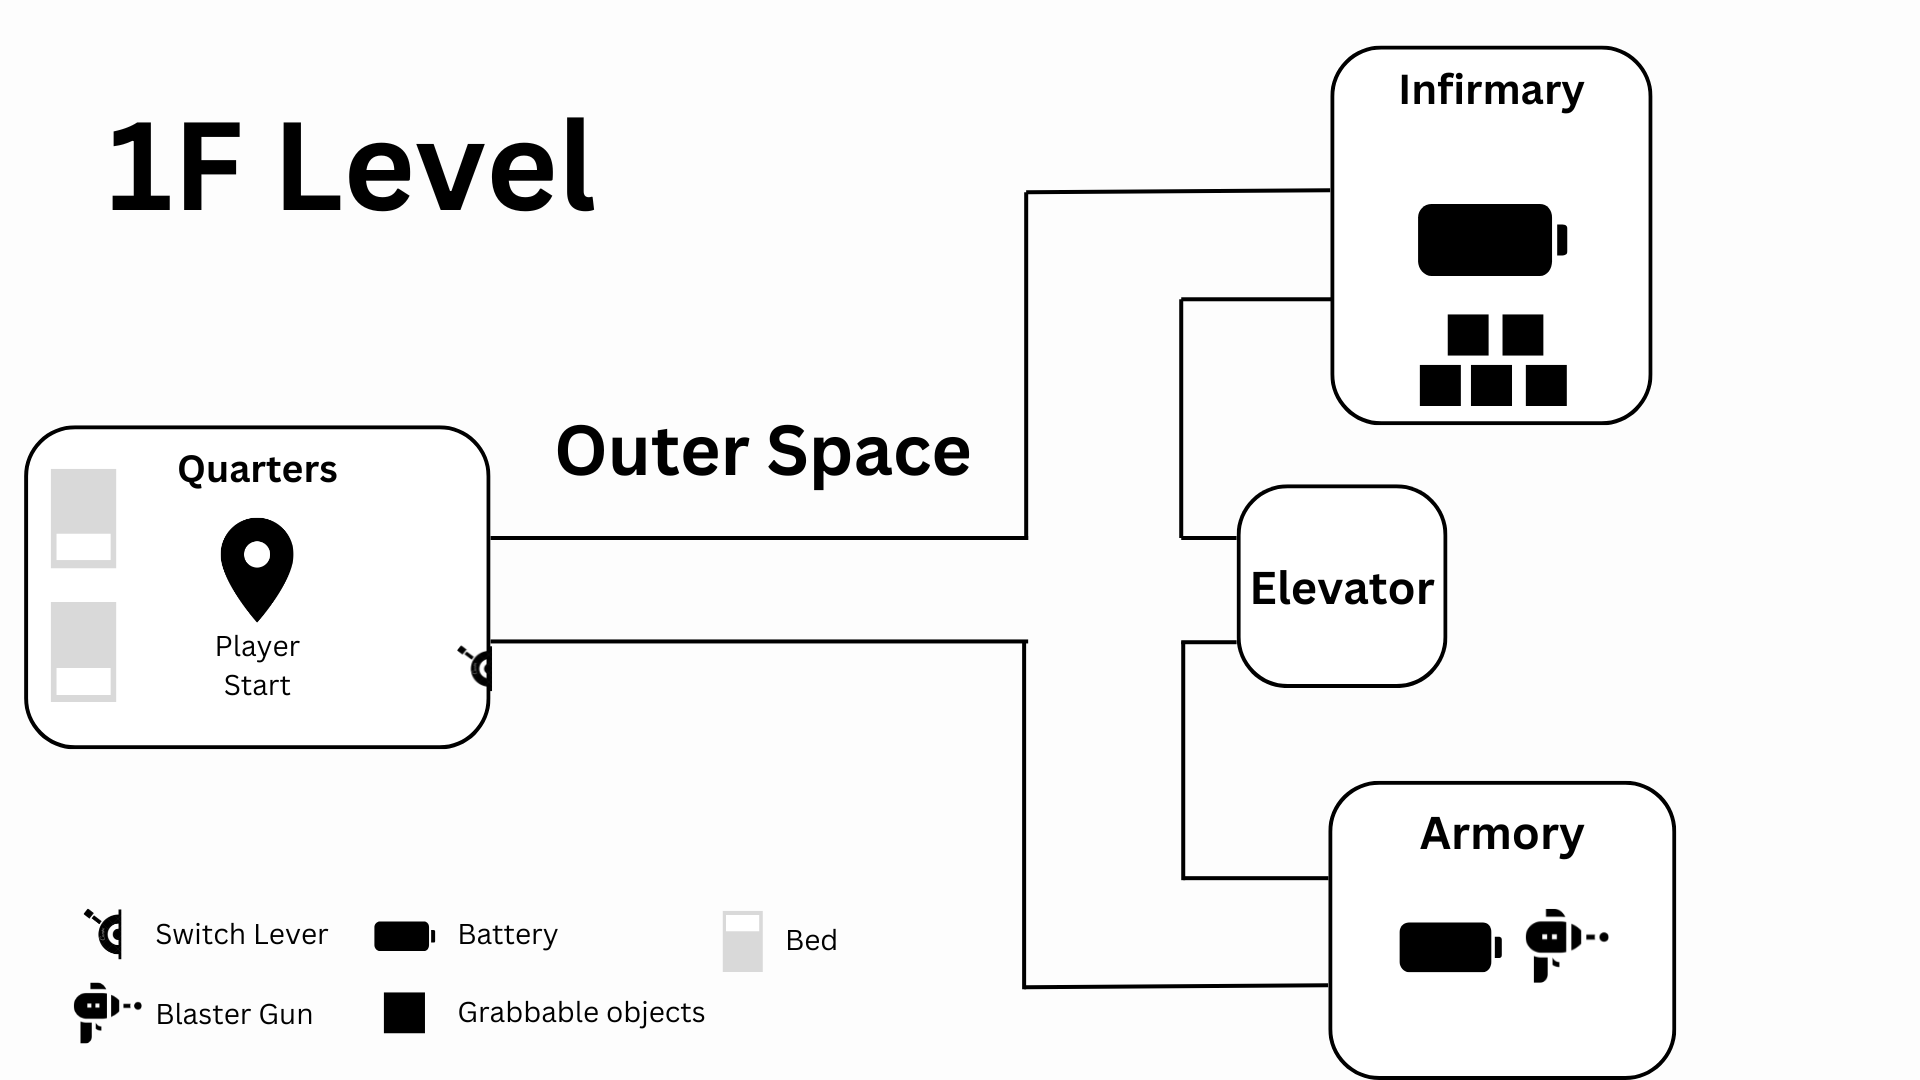 1F Level
Infirmary
Outer Space
Quarters
Player
Start
Elevator
Armory
Switch Lever
Battery
Bed
Blaster Gun
Grabbable objects